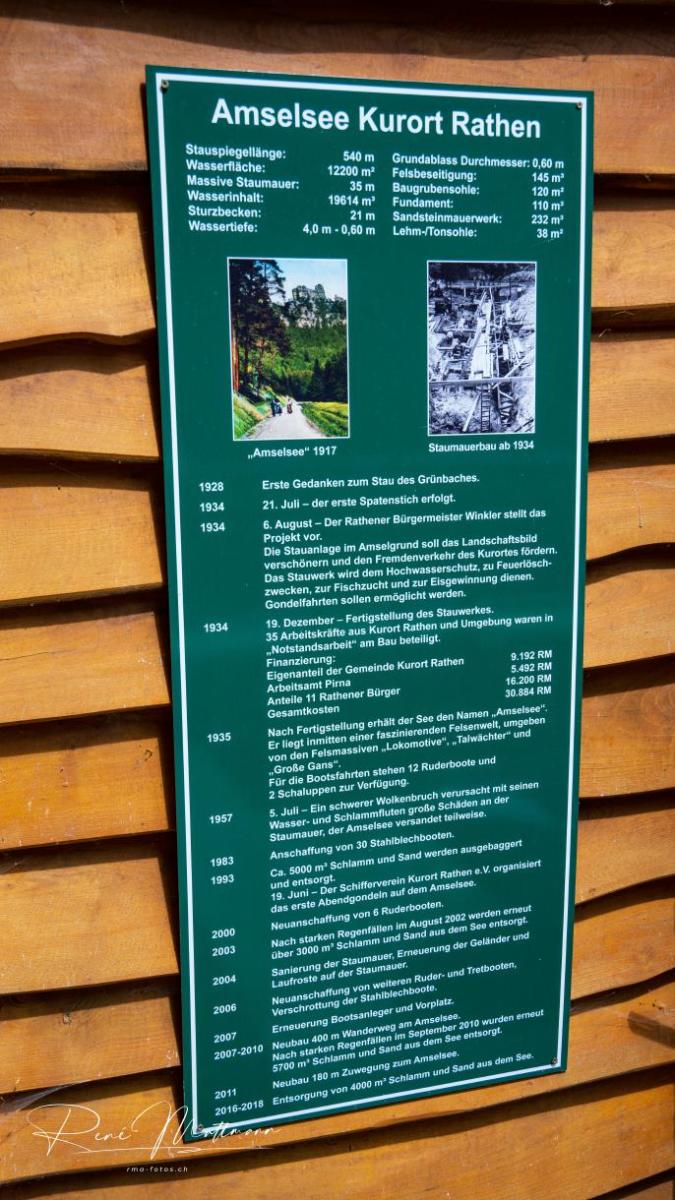 Amselsee Kurort Rathen
Stauspiegellänge: 540 m
Wasserfläche: 12200 m²
Massive Staumauer: 35 m
Wasserinhalt: 19614 m³
Sturzbecken: 21 m
Wassertiefe: 4,0 m - 0,60 m
Grundablass Durchmesser: 0,60 m
Felsbeseitigung: 145 m³
Baugrubensohle: 120 m²
Fundament: 110 m³
Sandsteinmauerwerk: 232 m³
Lehm-/Tonsohle: 38 m²
„Amselsee“ 1917
Staumauerbau ab 1934
1928 Erste Gedanken zum Stau des Grünbaches.
1934 21. Juli – der erste Spatenstich erfolgt.
1934 6. August – Der Rathener Bürgermeister Winkler stellt das
Projekt vor.
Die Stauanlage im Amselgrund soll das Landschaftsbild
verschönern und den Fremdenverkehr des Kurortes fördern.
Das Stauwerk wird dem Hochwasserschutz, zu Feuerlösch-
zwecken, zur Fischzucht und zur Eisgewinnung dienen.
Gondelfahrten sollen ermöglicht werden.
1934 19. Dezember – Fertigstellung des Stauwerkes.
35 Arbeitskräfte aus Kurort Rathen und Umgebung waren in
„Notstandsarbeit“ am Bau beteiligt.
Finanzierung:
Eigenanteil der Gemeinde Kurort Rathen 9.192 RM
Arbeitsamt Pirna 5.492 RM
Anteile 11 Rathener Bürger 16.200 RM
Gesamtkosten 30.884 RM
1935 Nach Fertigstellung erhält der See den Namen „Amselsee“.
Er liegt inmitten einer faszinierenden Felsenwelt, umgeben
von den Felsmassiven „Lokomotive“, „Talwächter“ und
„Große Gans“.
Für die Bootsfahrten stehen 12 Ruderboote und
2 Schaluppen zur Verfügung.
1957 5. Juli – Ein schwerer Wolkenbruch verursacht mit seinen
Wasser- und Schlammfluten große Schäden an der
Staumauer, der Amselsee versandet teilweise.
1983 Anschaffung von 30 Stahlblechbooten.
1993 Ca. 5000 m³ Schlamm und Sand werden ausgebaggert
und entsorgt.
19. Juni – Der Schifferverein Kurort Rathen e.V. organisiert
das erste Abendgondeln auf dem Amselsee.
2000 Neuanschaffung von 6 Ruderbooten.
2003 Nach starken Regenfällen im August 2002 werden erneut
über 3000 m³ Schlamm und Sand aus dem See entsorgt.
2004 Sanierung der Staumauer, Erneuerung der Geländer und
Laufroste auf der Staumauer.
2006 Neuanschaffung von weiteren Ruder- und Tretbooten,
Verschrottung der Stahlblechboote.
2007 Erneuerung Bootsanleger und Vorplatz.
2007-2010 Neubau 400 m Wanderweg am Amselsee.
Nach starken Regenfällen im September 2010 wurden erneut
5700 m³ Schlamm und Sand aus dem See entsorgt.
2011 Neubau 180 m Zuwegung zum Amselsee.
2016-2018 Entsorgung von 4000 m³ Schlamm und Sand aus dem See.
René
rma-fotos.ch